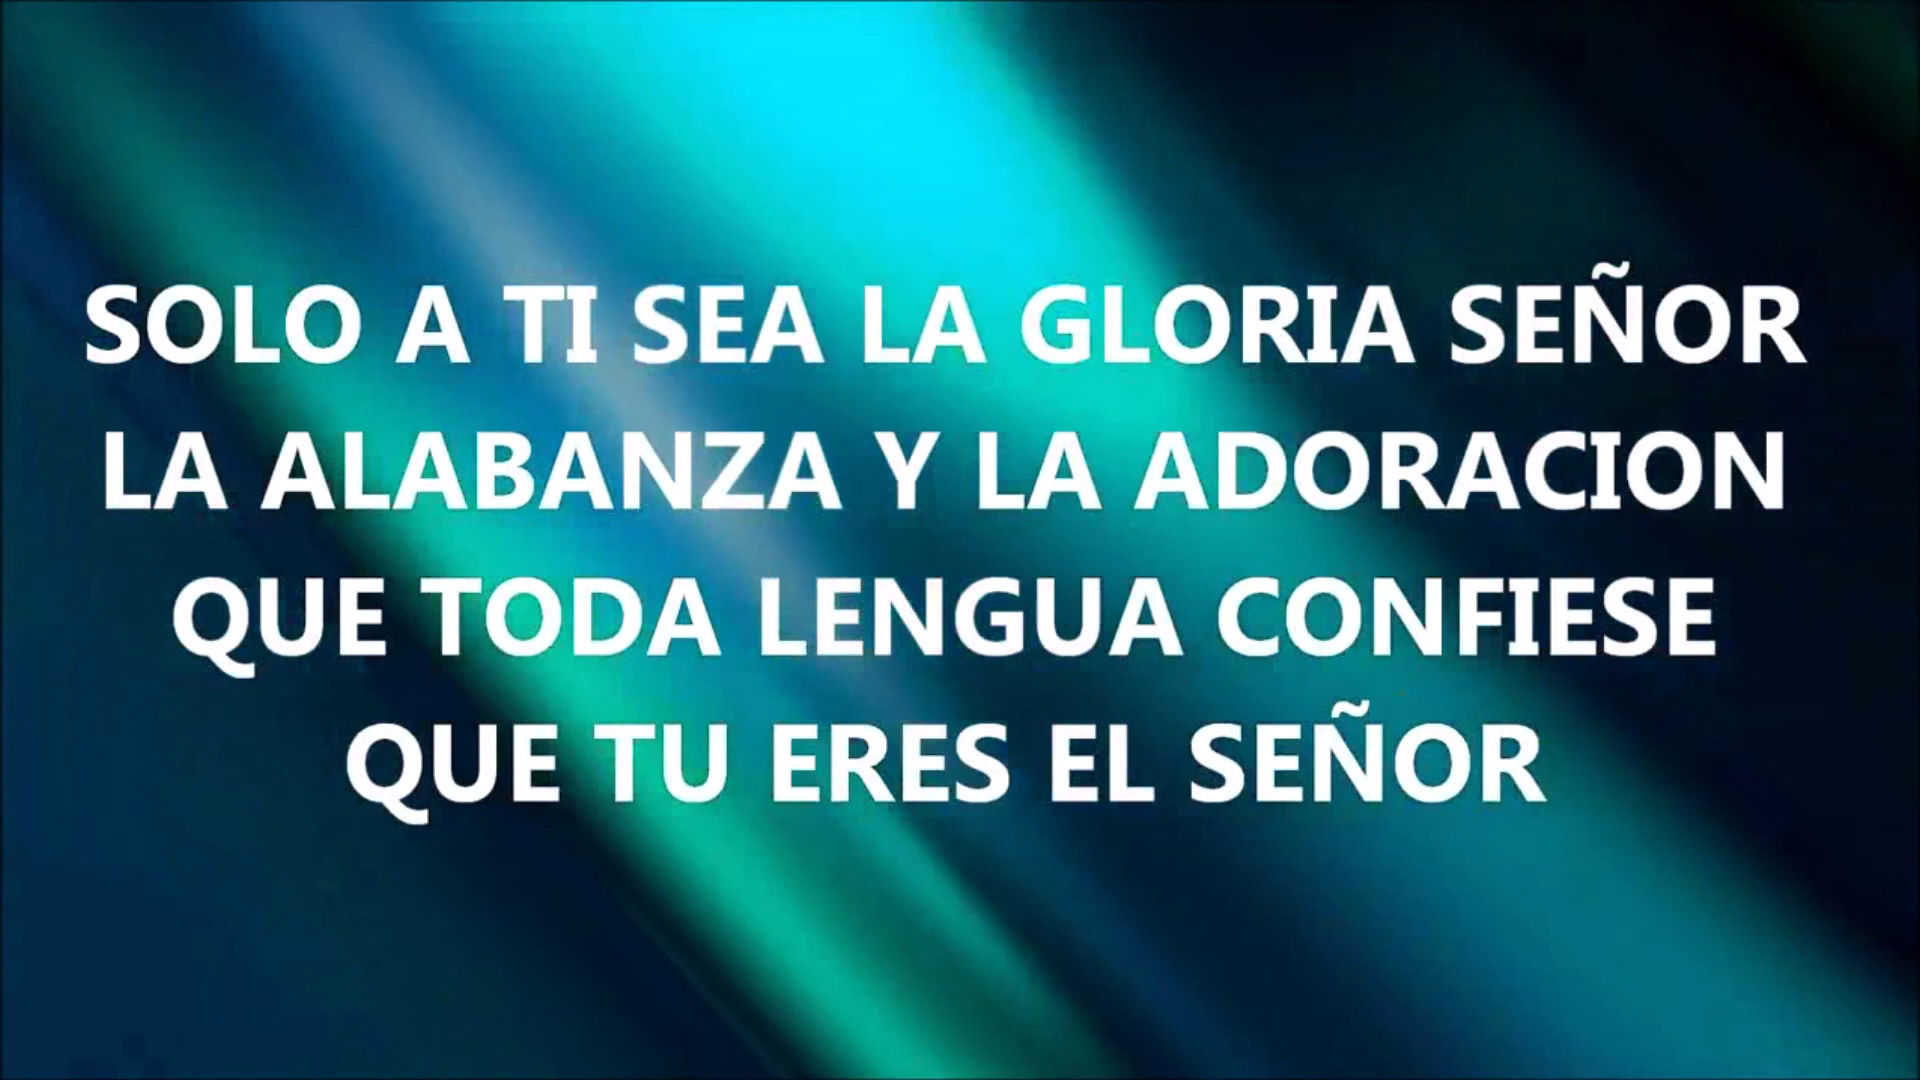 SOLO A TI SEA LA GLORIA SEÑOR
LA ALABANZA Y LA ADORACION
QUE TODA LENGUA CONFIESE
QUE TU ERES EL SEÑOR